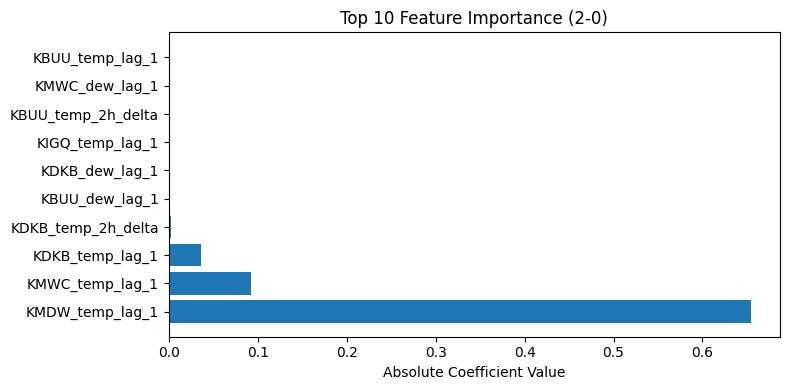 Top 10 Feature Importance (2-0)
KBUU_temp_lag_1
KMWC_dew_lag_1
KBUU_temp_2h_delta
KIGQ_temp_lag_1
KDKB_dew_lag_1
KBUU_dew_lag_1
KDKB_temp_2h_delta
KDKB_temp_lag_1
KMWC_temp_lag_1
KMDW_temp_lag_1
0.0 0.1 0.2 0.3 0.4 0.5 0.6
Absolute Coefficient Value